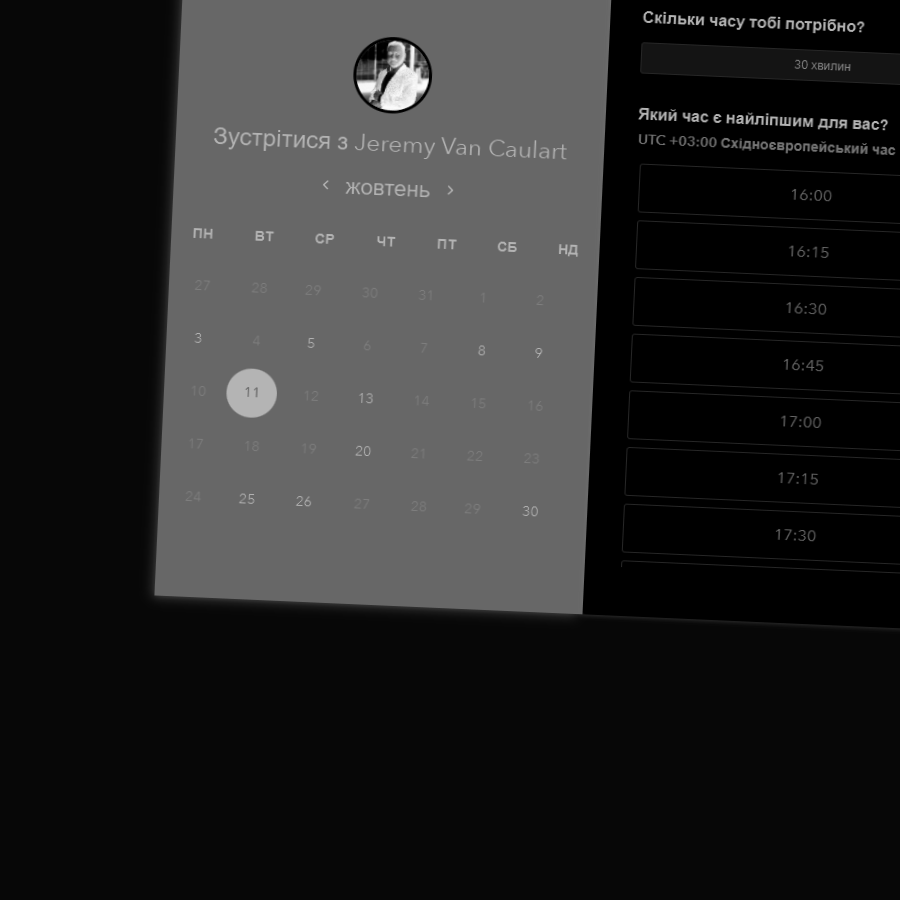 Зустрітися з Jeremy Van Caulart
жовтень
ПН ВТ СР ЧТ ПТ СБ НД
27 28 29 30 31 1 2
3 4 5 6 7 8 9
10 11 12 13 14 15 16
17 18 19 20 21 22 23
24 25 26 27 28 29 30
Скільки часу тобі потрібно?
30 хвилин
Який час є найліпшим для вас?
UTC +03:00 Східноєвропейський час
16:00
16:15
16:30
16:45
17:00
17:15
17:30